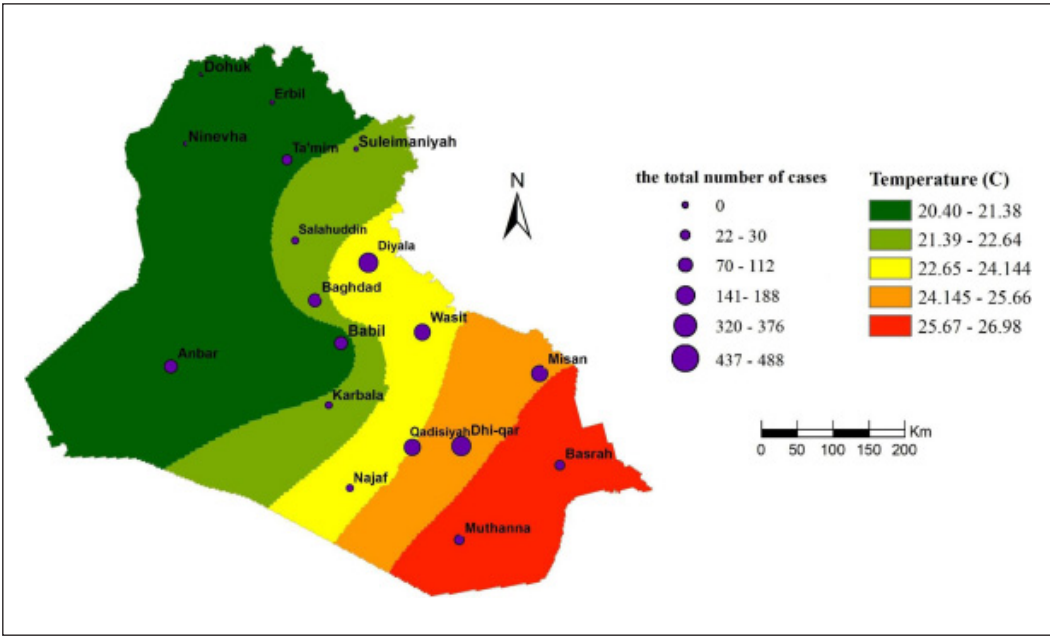 Dohuk
Erbil
Ninevha
Ta'mim
Suleimaniyah
Salahuddin
Diyala
Baghdad
Babil
Wasit
Anbar
Misan
Karbala
Qadisiyah
Dhi-qar
Basrah
Najaf
Muthanna
N
the total number of cases
0
22 - 30
70 - 112
141- 188
320 - 376
437 - 488
Temperature (C)
20.40 - 21.38
21.39 - 22.64
22.65 - 24.144
24.145 - 25.66
25.67 - 26.98
Km
0 50 100 150 200